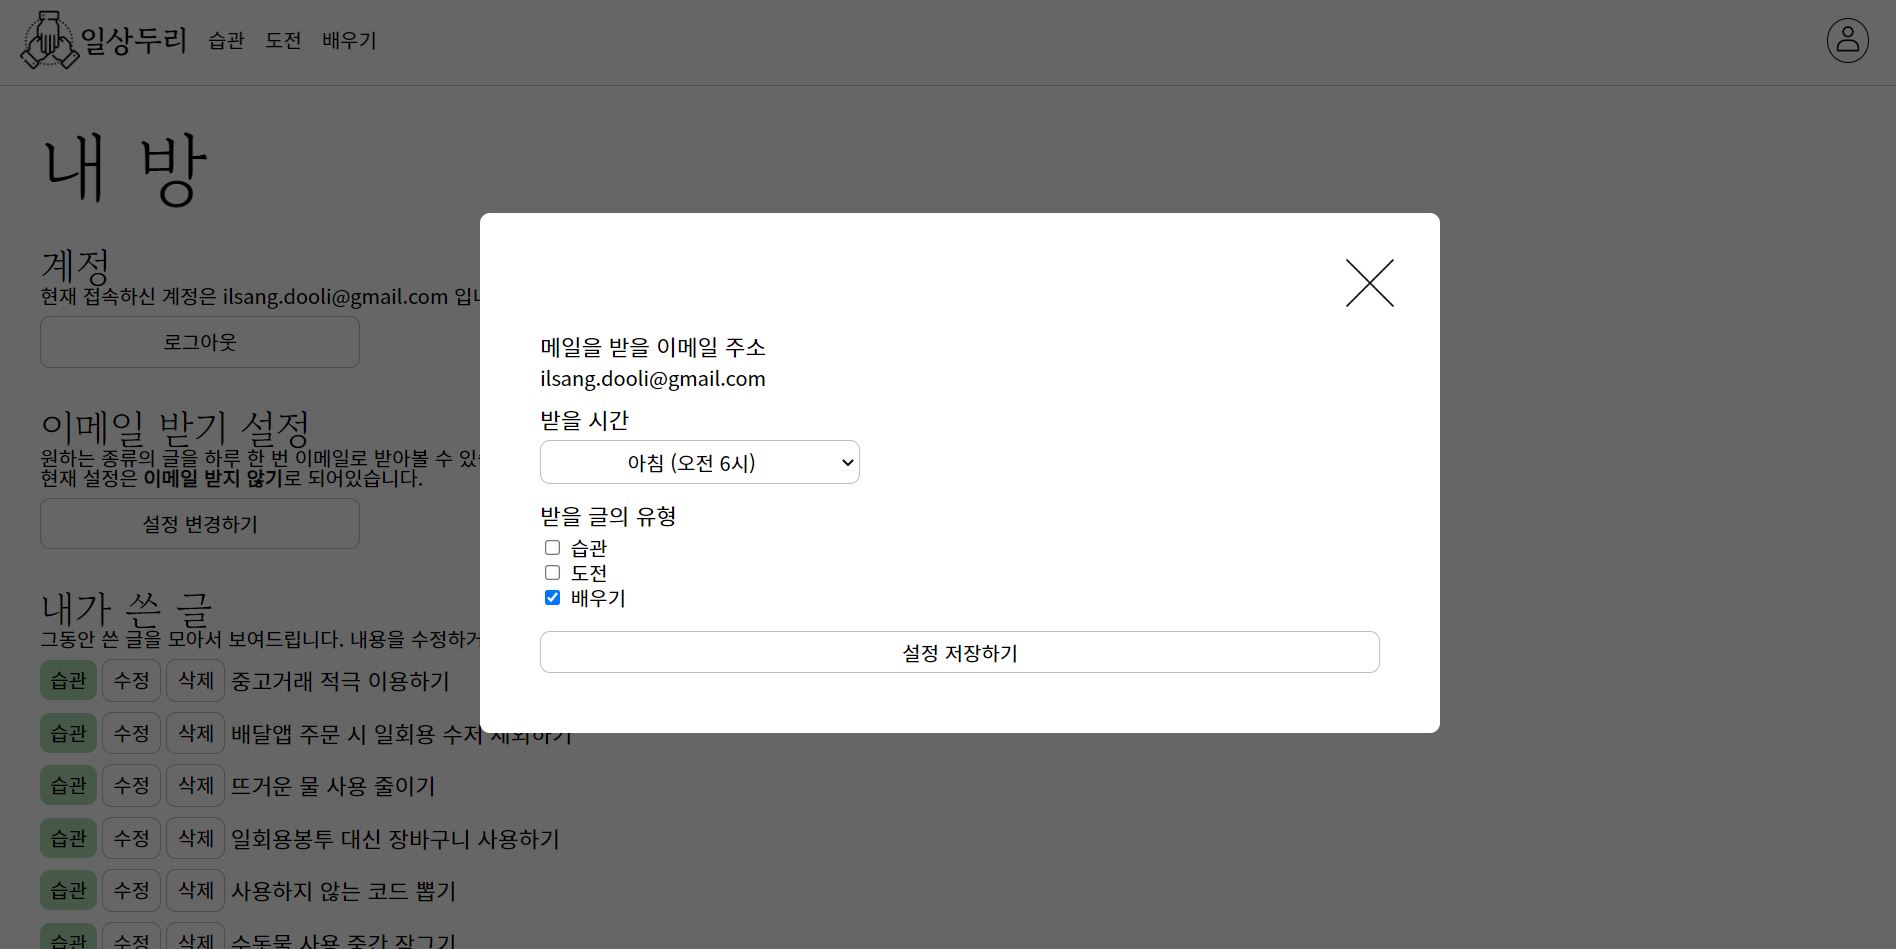 일상두리 습관 도전 배우기
내 방
계정
현재 접속하신 계정은 ilsang.dooli@gmail.com
로그아웃
이메일 받기 설정
원하는 종류의 글을 하루 한 번 이메일로 받아볼 수
현재 설정은 이메일 받지 않기로 되어있습니다.
설정 변경하기
내가 쓴 글
그동안 쓴 글을 모아서 보여드립니다. 내용을
습관 수정 삭제 중고거래 적극 이용하기
습관 수정 삭제 배달앱 주문 시 일회용 수저 제외하기
습관 수정 삭제 뜨거운 물 사용 줄이기
습관 수정 삭제 일회용봉투 대신 장바구니 사용하기
습관 수정 삭제 사용하지 않는 코드 뽑기
습관 수정 삭제 수돗물 사용 중간 잠그기
메일을 받을 이메일 주소
ilsang.dooli@gmail.com
받을 시간
아침 (오전 6시)
받을 글의 유형
습관
도전
배우기
설정 저장하기